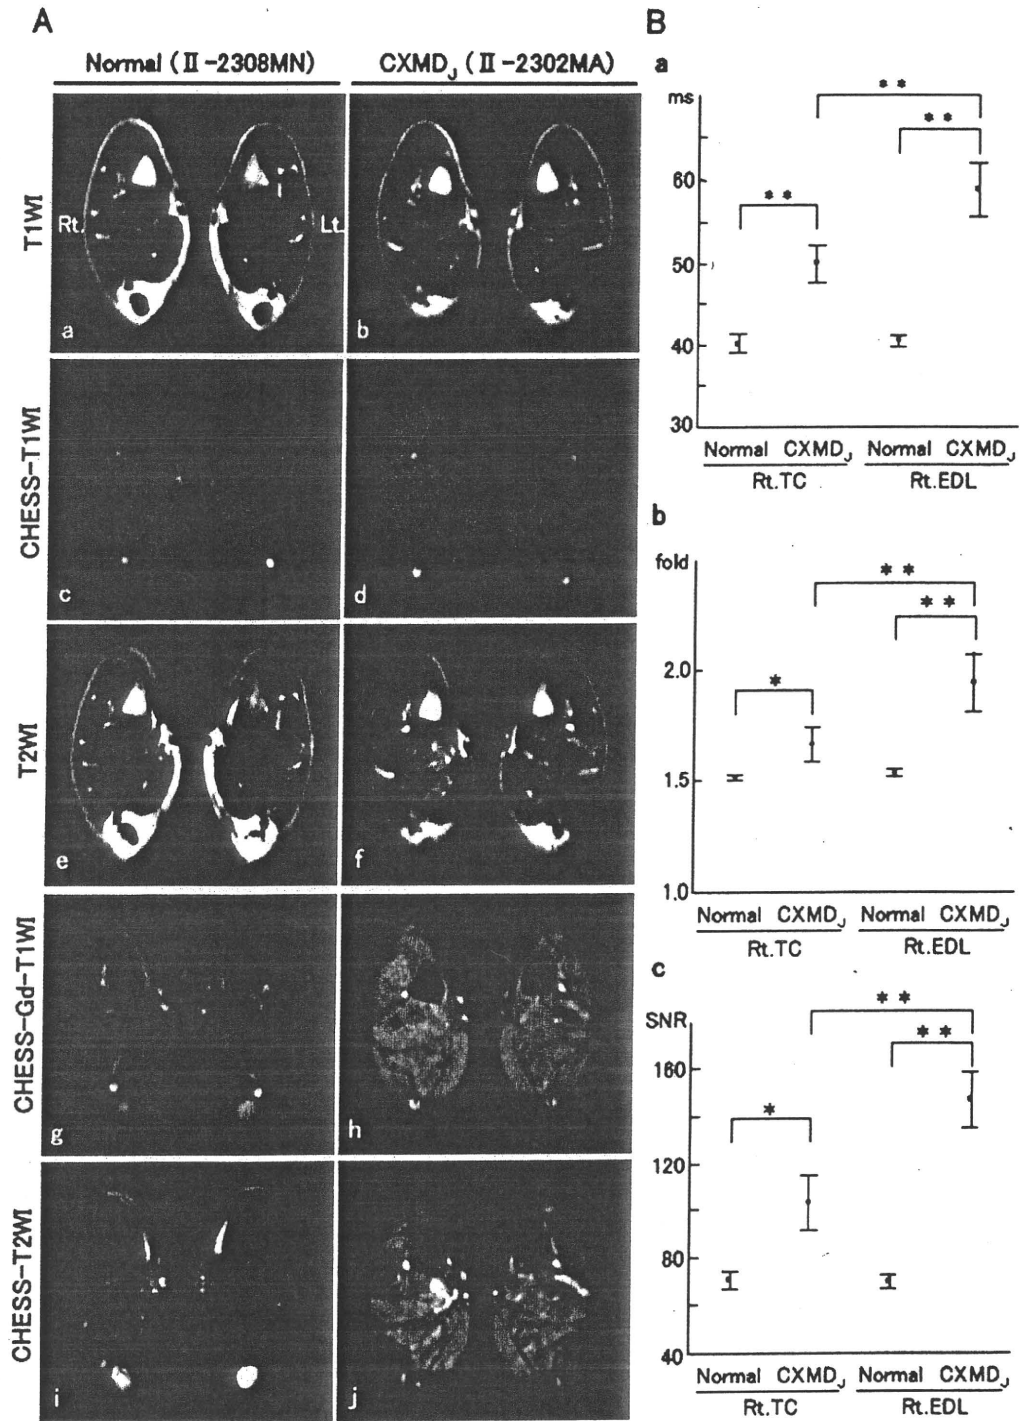 A
Normal (II-2308MN) CXMDJ (II-2302MA)
T1WI
Rt. Lt.
a b
CHESS-T1WI
c d
T2WI
e f
CHESS-Gd-T1WI
g h
CHESS-T2WI
i j
B
a
ms
**
**
**
60
50
40
30
Normal CXMDJ Normal CXMDJ
Rt.TC Rt.EDL
b
fold
**
**
*
2.0
1.5
1.0
Normal CXMDJ Normal CXMDJ
Rt.TC Rt.EDL
c
SNR
**
**
*
160
120
80
40
Normal CXMDJ Normal CXMDJ
Rt.TC Rt.EDL